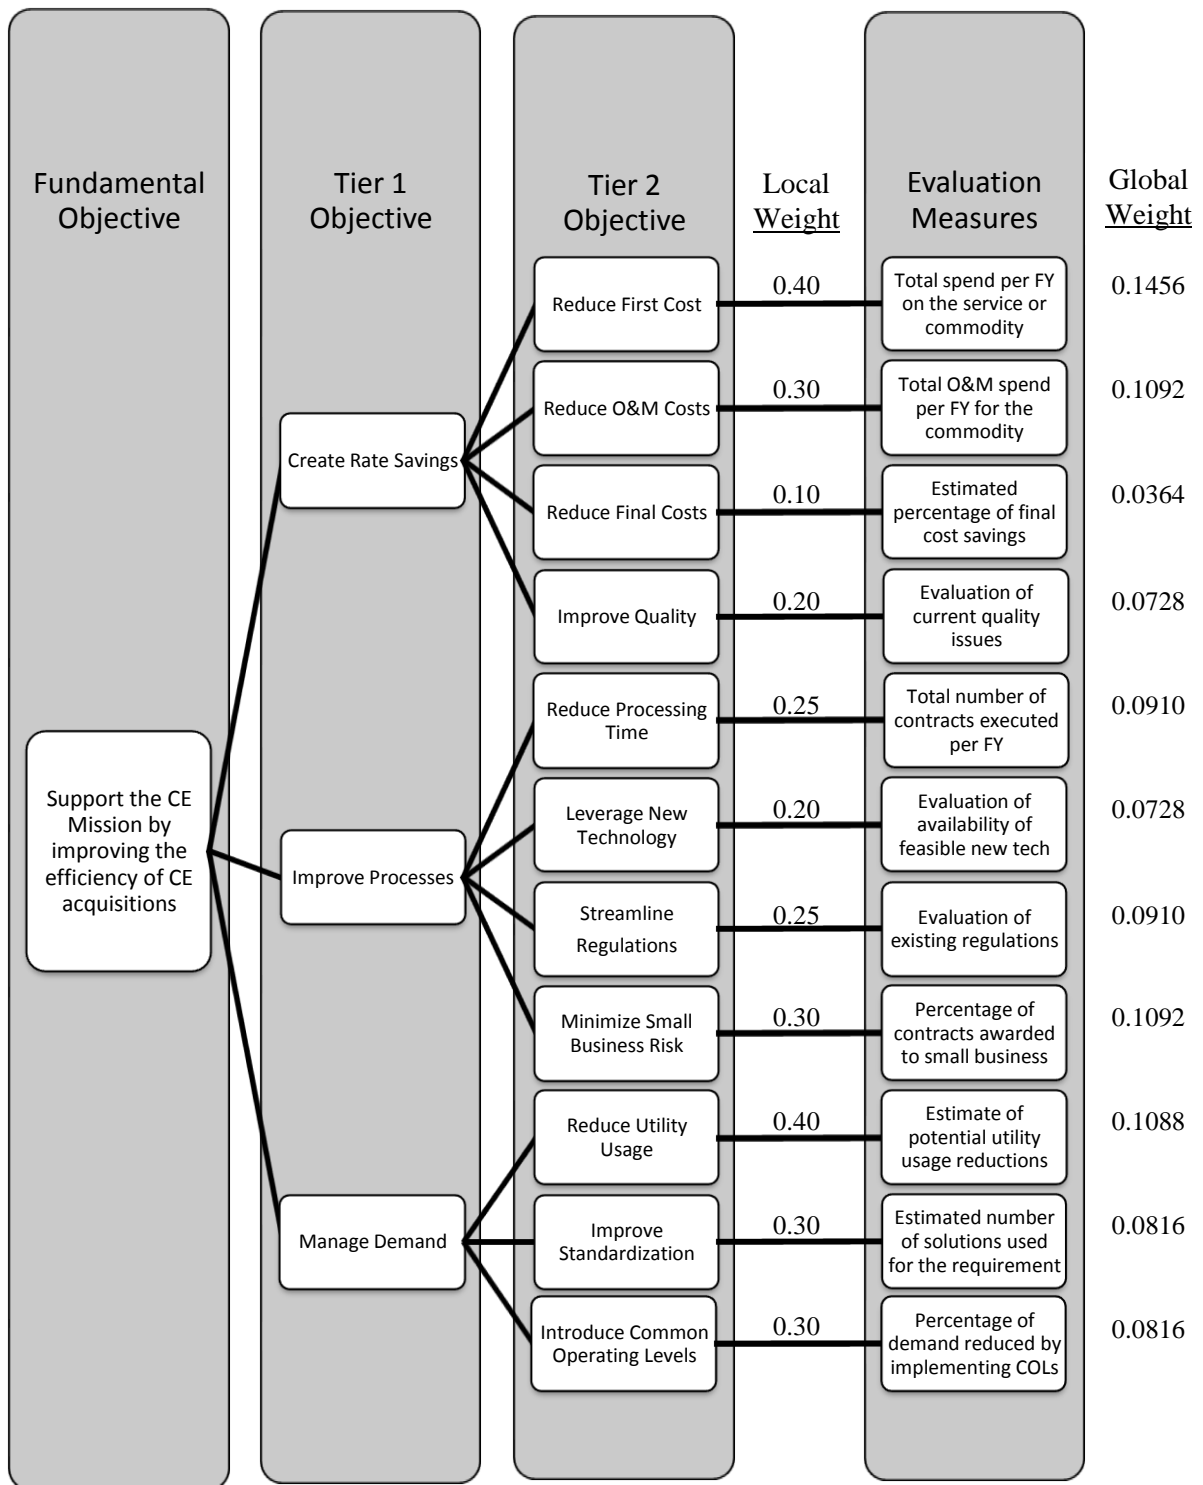 Fundamental
Objective
Tier 1
Objective
Tier 2
Objective
Local
Weight
Evaluation
Measures
Global
Weight
Support the CE
Mission by
improving the
efficiency of CE
acquisitions
Create Rate Savings
Improve Processes
Manage Demand
Reduce First Cost
0.40
Total spend per FY
on the service or
commodity
0.1456
Reduce O&M Costs
0.30
Total O&M spend
per FY for the
commodity
0.1092
Reduce Final Costs
0.10
Estimated
percentage of final
cost savings
0.0364
Improve Quality
0.20
Evaluation of
current quality
issues
0.0728
Reduce Processing
Time
0.25
Total number of
contracts executed
per FY
0.0910
Leverage New
Technology
0.20
Evaluation of
availability of
feasible new tech
0.0728
Streamline
Regulations
0.25
Evaluation of
existing regulations
0.0910
Minimize Small
Business Risk
0.30
Percentage of
contracts awarded
to small business
0.1092
Reduce Utility
Usage
0.40
Estimate of
potential utility
usage reductions
0.1088
Improve
Standardization
0.30
Estimated number
of solutions used
for the requirement
0.0816
Introduce Common
Operating Levels
0.30
Percentage of
demand reduced by
implementing COLs
0.0816